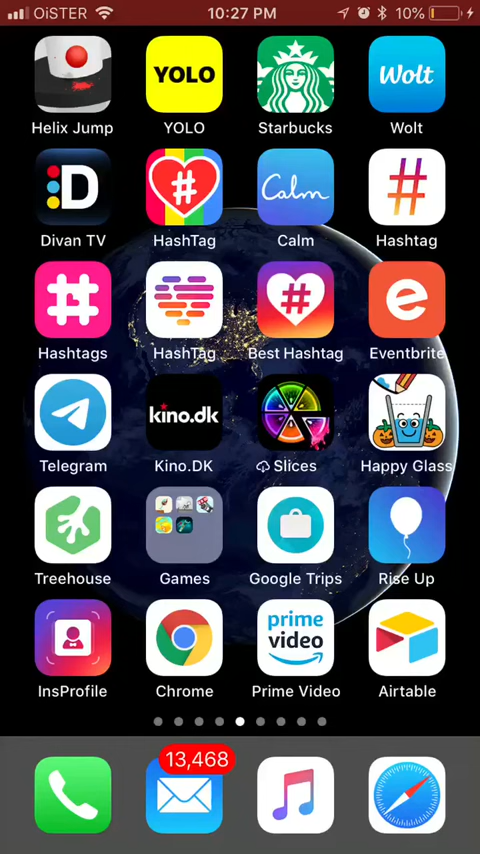 OiSTER 10:27 PM 10%
YOLO
Wolt
Helix Jump YOLO Starbucks Wolt
D # Calm #
Divan TV HashTag Calm Hashtag
# # e
Hashtags HashTag Best Hashtag Eventbrite
kino.dk
Telegram Kino.DK Slices Happy Glass
Treehouse Games Google Trips Rise Up
prime
video
InsProfile Chrome Prime Video Airtable
13,468